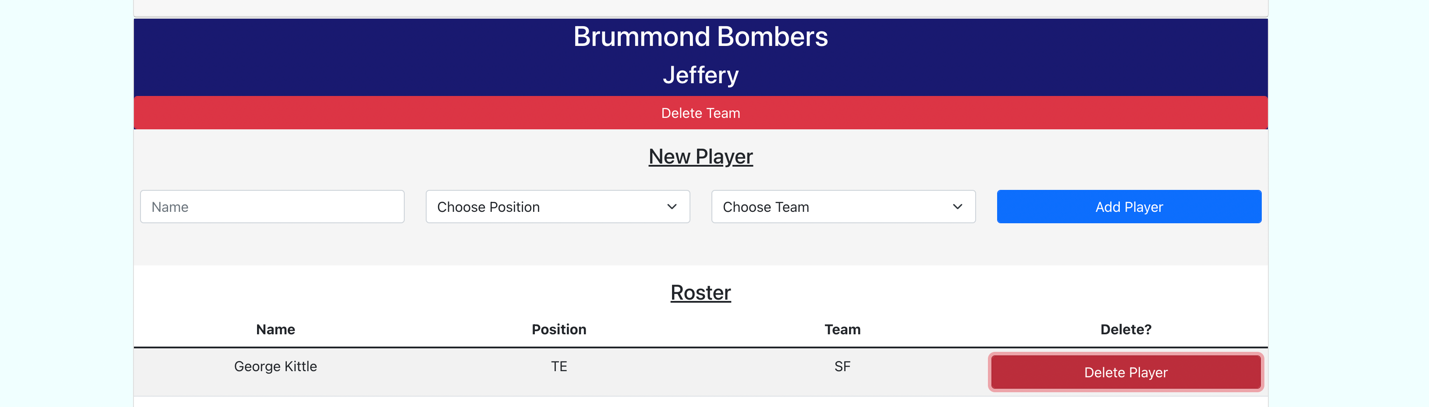 Brummond Bombers
Jeffery
Delete Team
New Player
Name Choose Position Choose Team Add Player
Roster
Name Position Team Delete?
George Kittle TE SF Delete Player